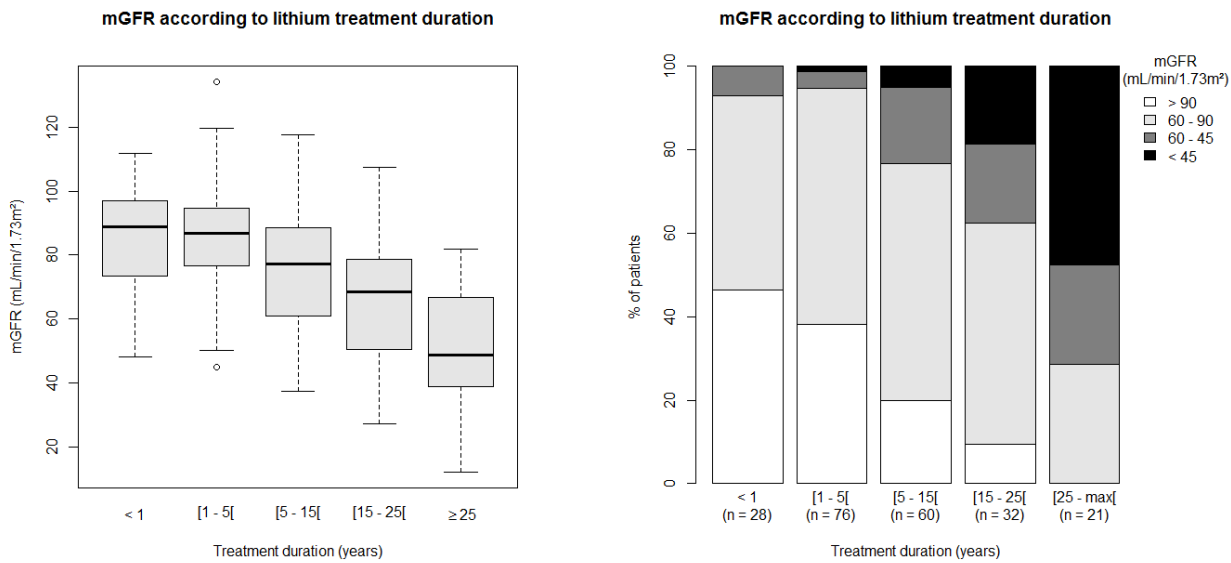 mGFR according to lithium treatment duration
mGFR (mL/min/1.73m²)
120
100
80
60
40
20
< 1
[1 - 5[
[5 - 15[
[15 - 25[
≥ 25
Treatment duration (years)
mGFR according to lithium treatment duration
% of patients
100
80
60
40
20
0
< 1
(n = 28)
[1 - 5[
(n = 76)
[5 - 15[
(n = 60)
[15 - 25[
(n = 32)
[25 - max[
(n = 21)
Treatment duration (years)
mGFR
(mL/min/1.73m²)
> 90
60 - 90
60 - 45
< 45